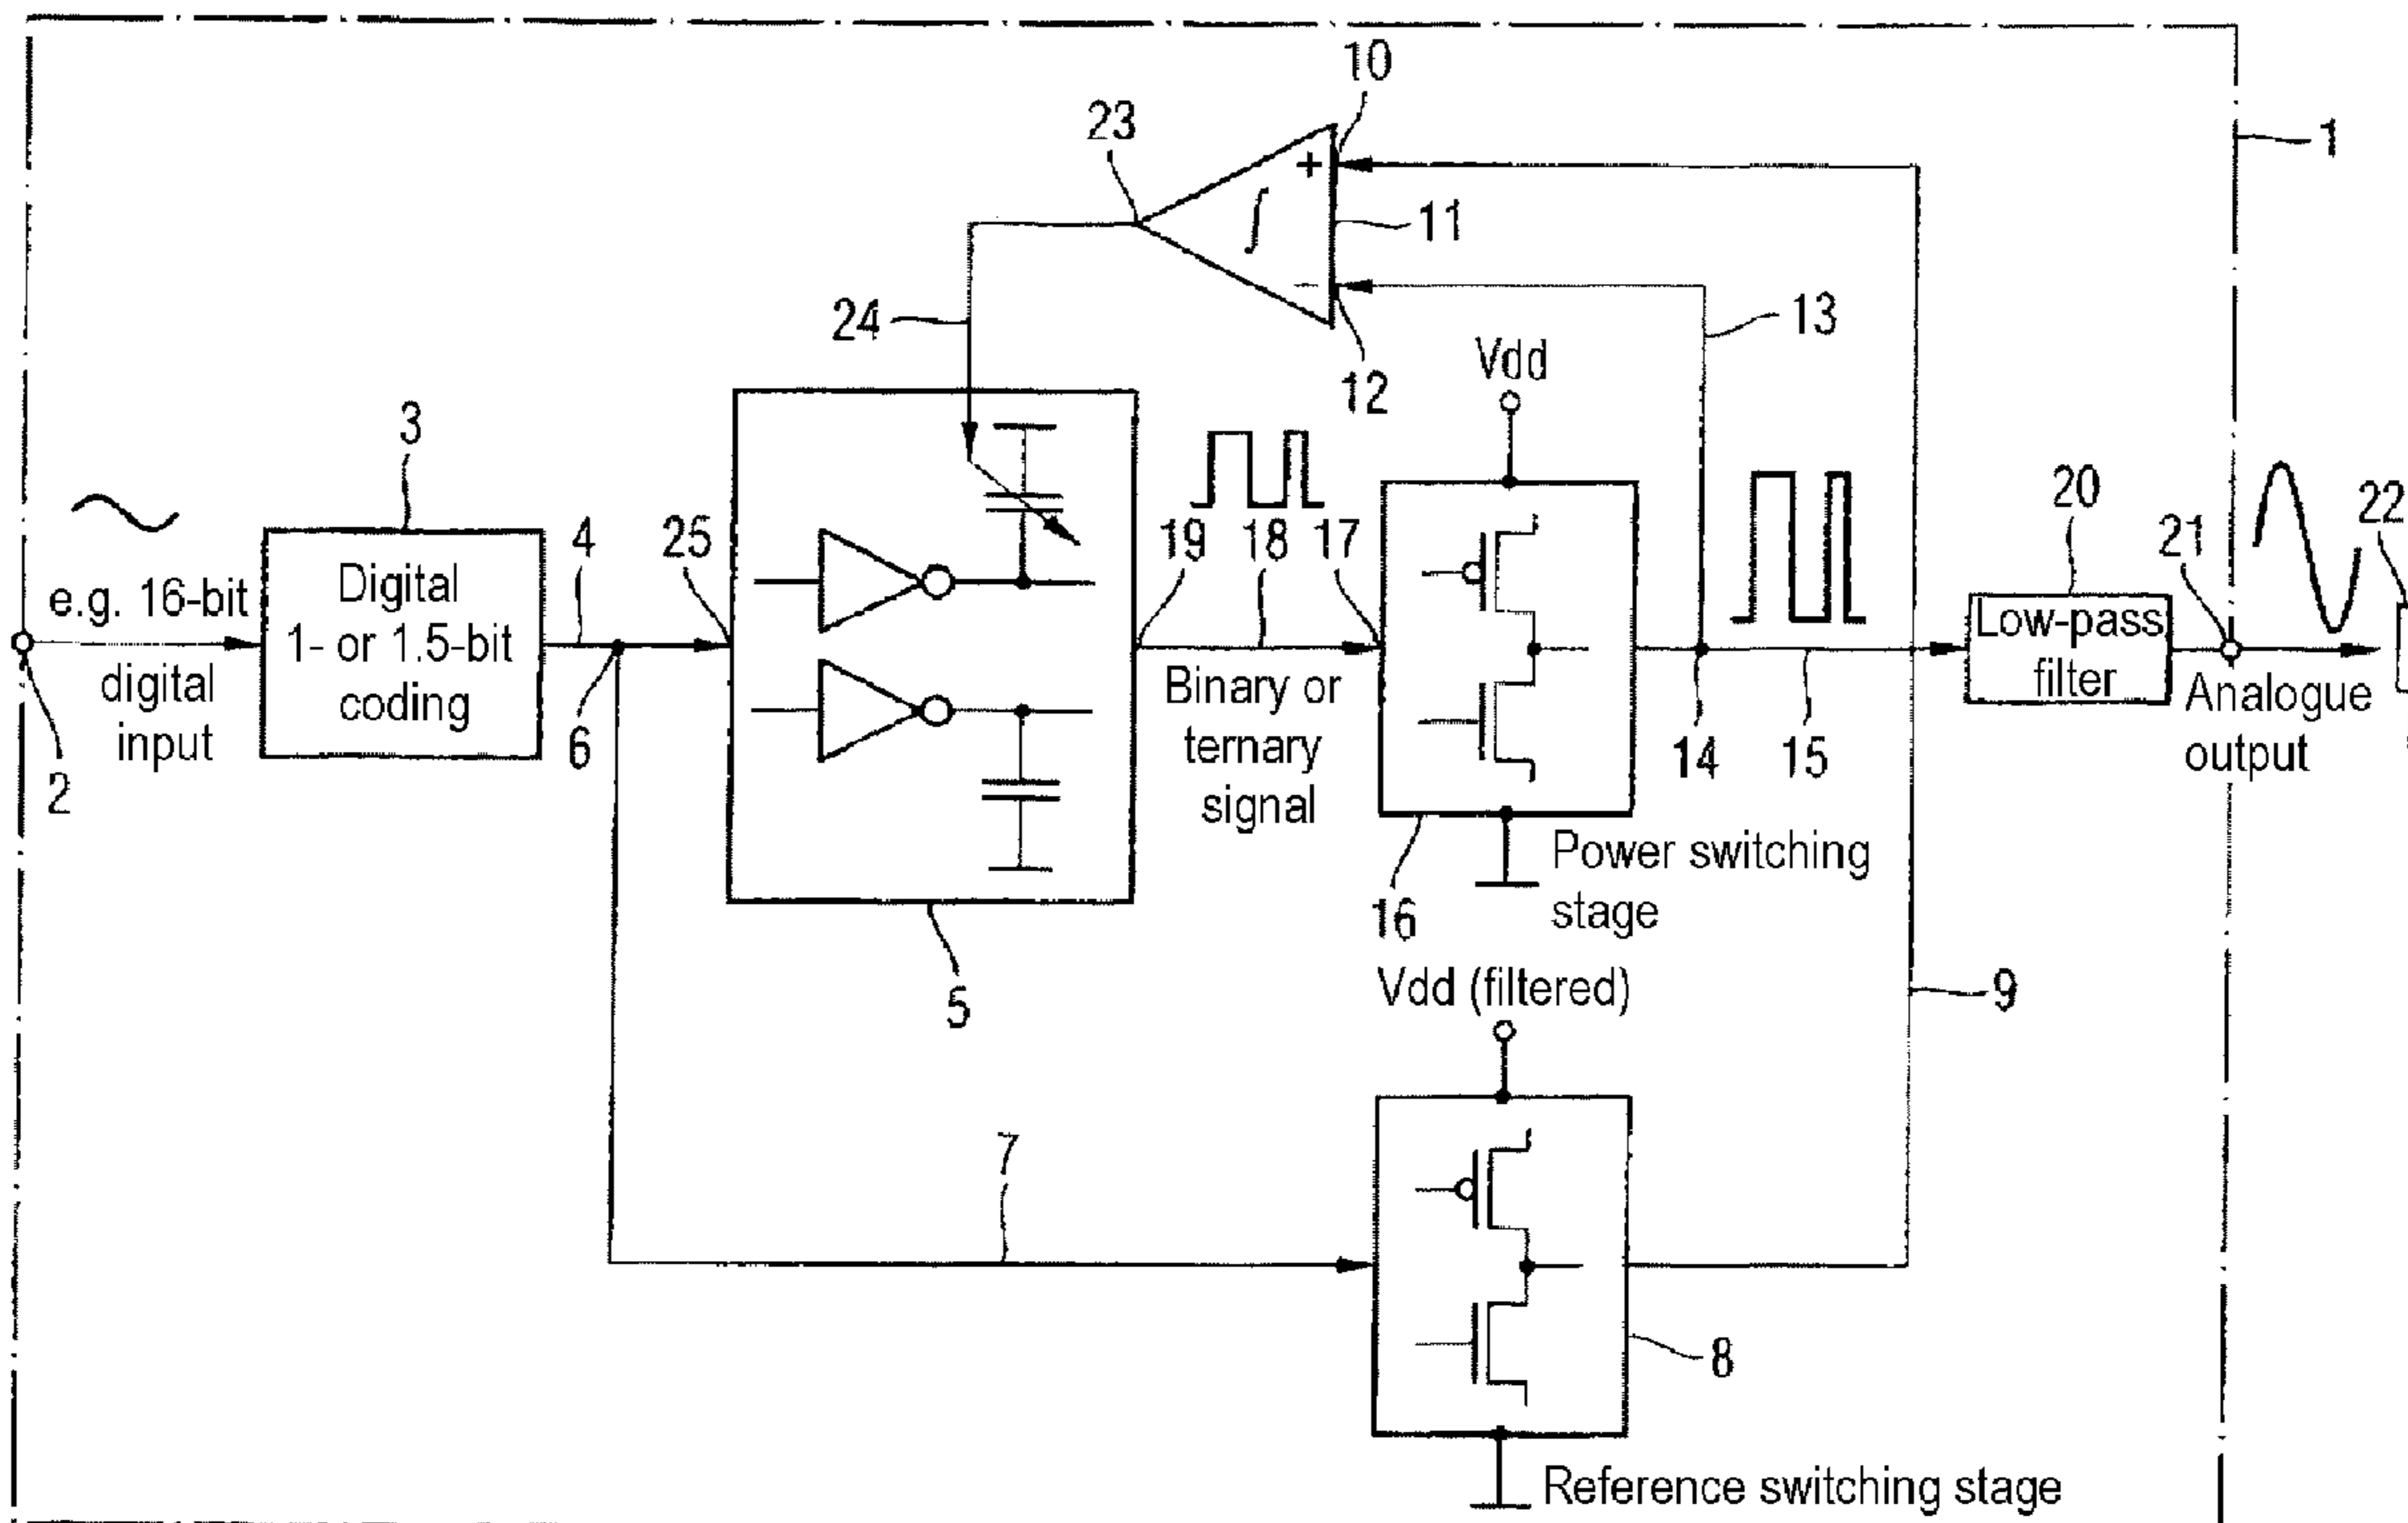 10
23
1
+
∫
11
−
24
13
12
Vdd
3
4
25
19
18
17
20
21
22
e.g. 16-bit
digital
input
Digital
1- or 1.5-bit
coding
6
2
Binary or
ternary
signal
14
15
Low-pass
filter
Analogue
output
16
Power switching
stage
5
Vdd (filtered)
9
7
8
Reference switching stage